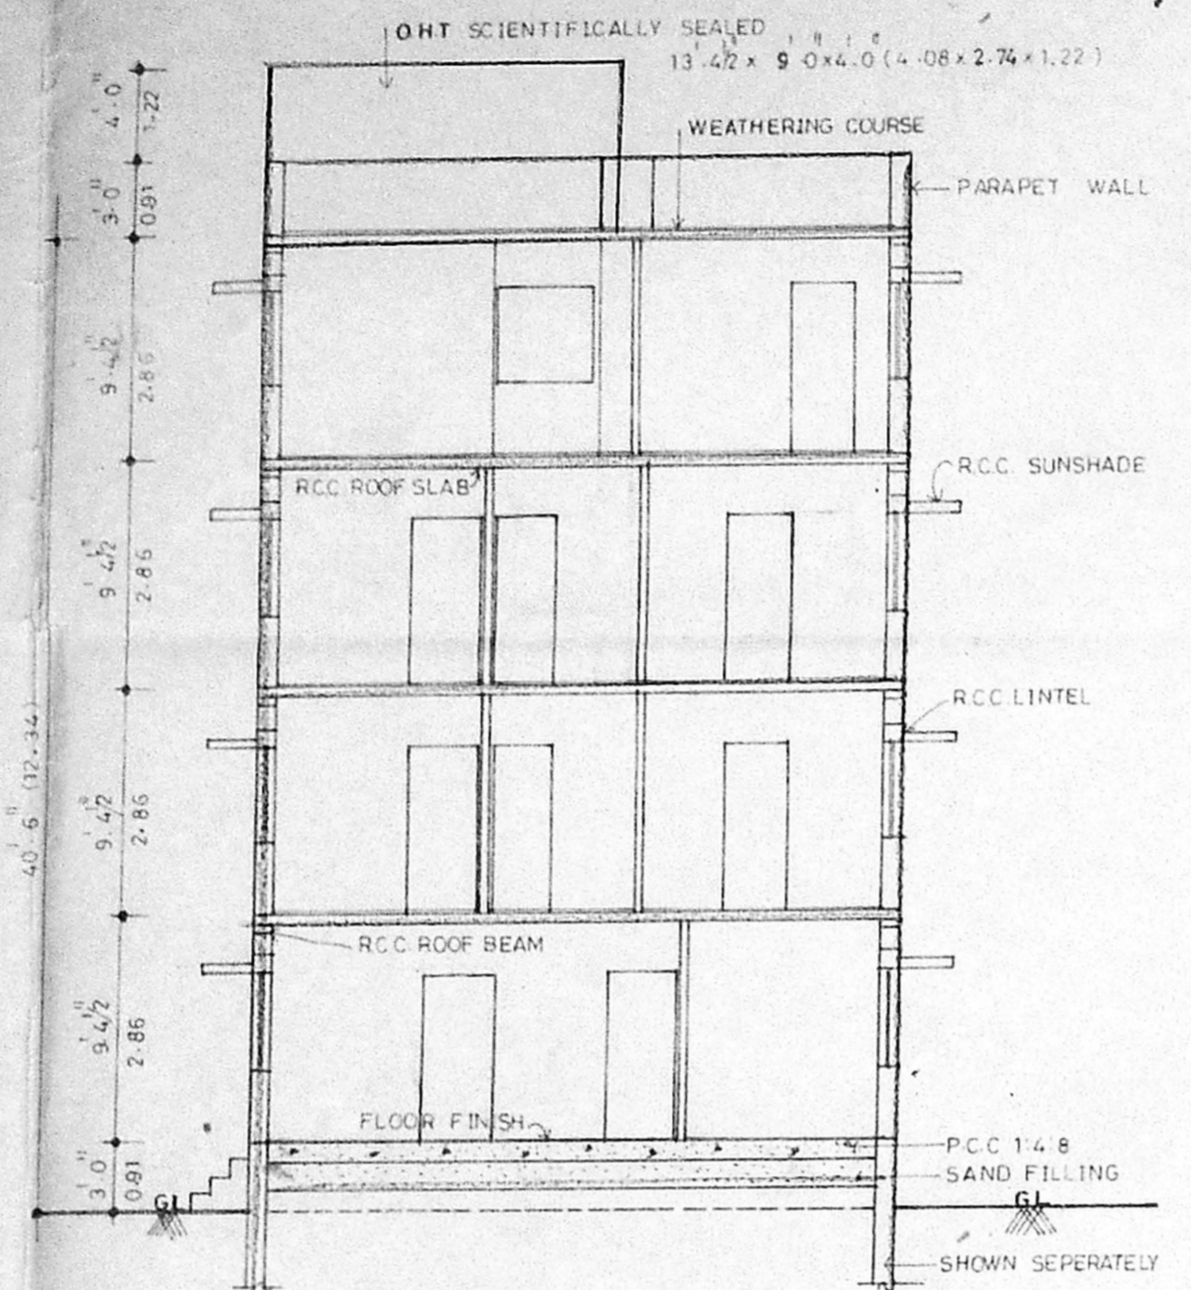 O.H.T SCIENTIFICALLY SEALED
13'.4½" x 9'.0"x4'.0" (4.08 x 2.74 x 1.22)
WEATHERING COURSE
PARAPET WALL
4'.0"
1.22
3'.0"
0.91
9'.4½"
2.86
R.C.C. SUNSHADE
R.C.C ROOF SLAB
9'.4½"
2.86
R.C.C. LINTEL
40'.6" (12.34)
9'.4½"
2.86
R.C.C. ROOF BEAM
9'.4½"
2.86
FLOOR FINISH
P.C.C 1:4:8
SAND FILLING
3'.0"
0.91
G.L
G.L
SHOWN SEPERATELY